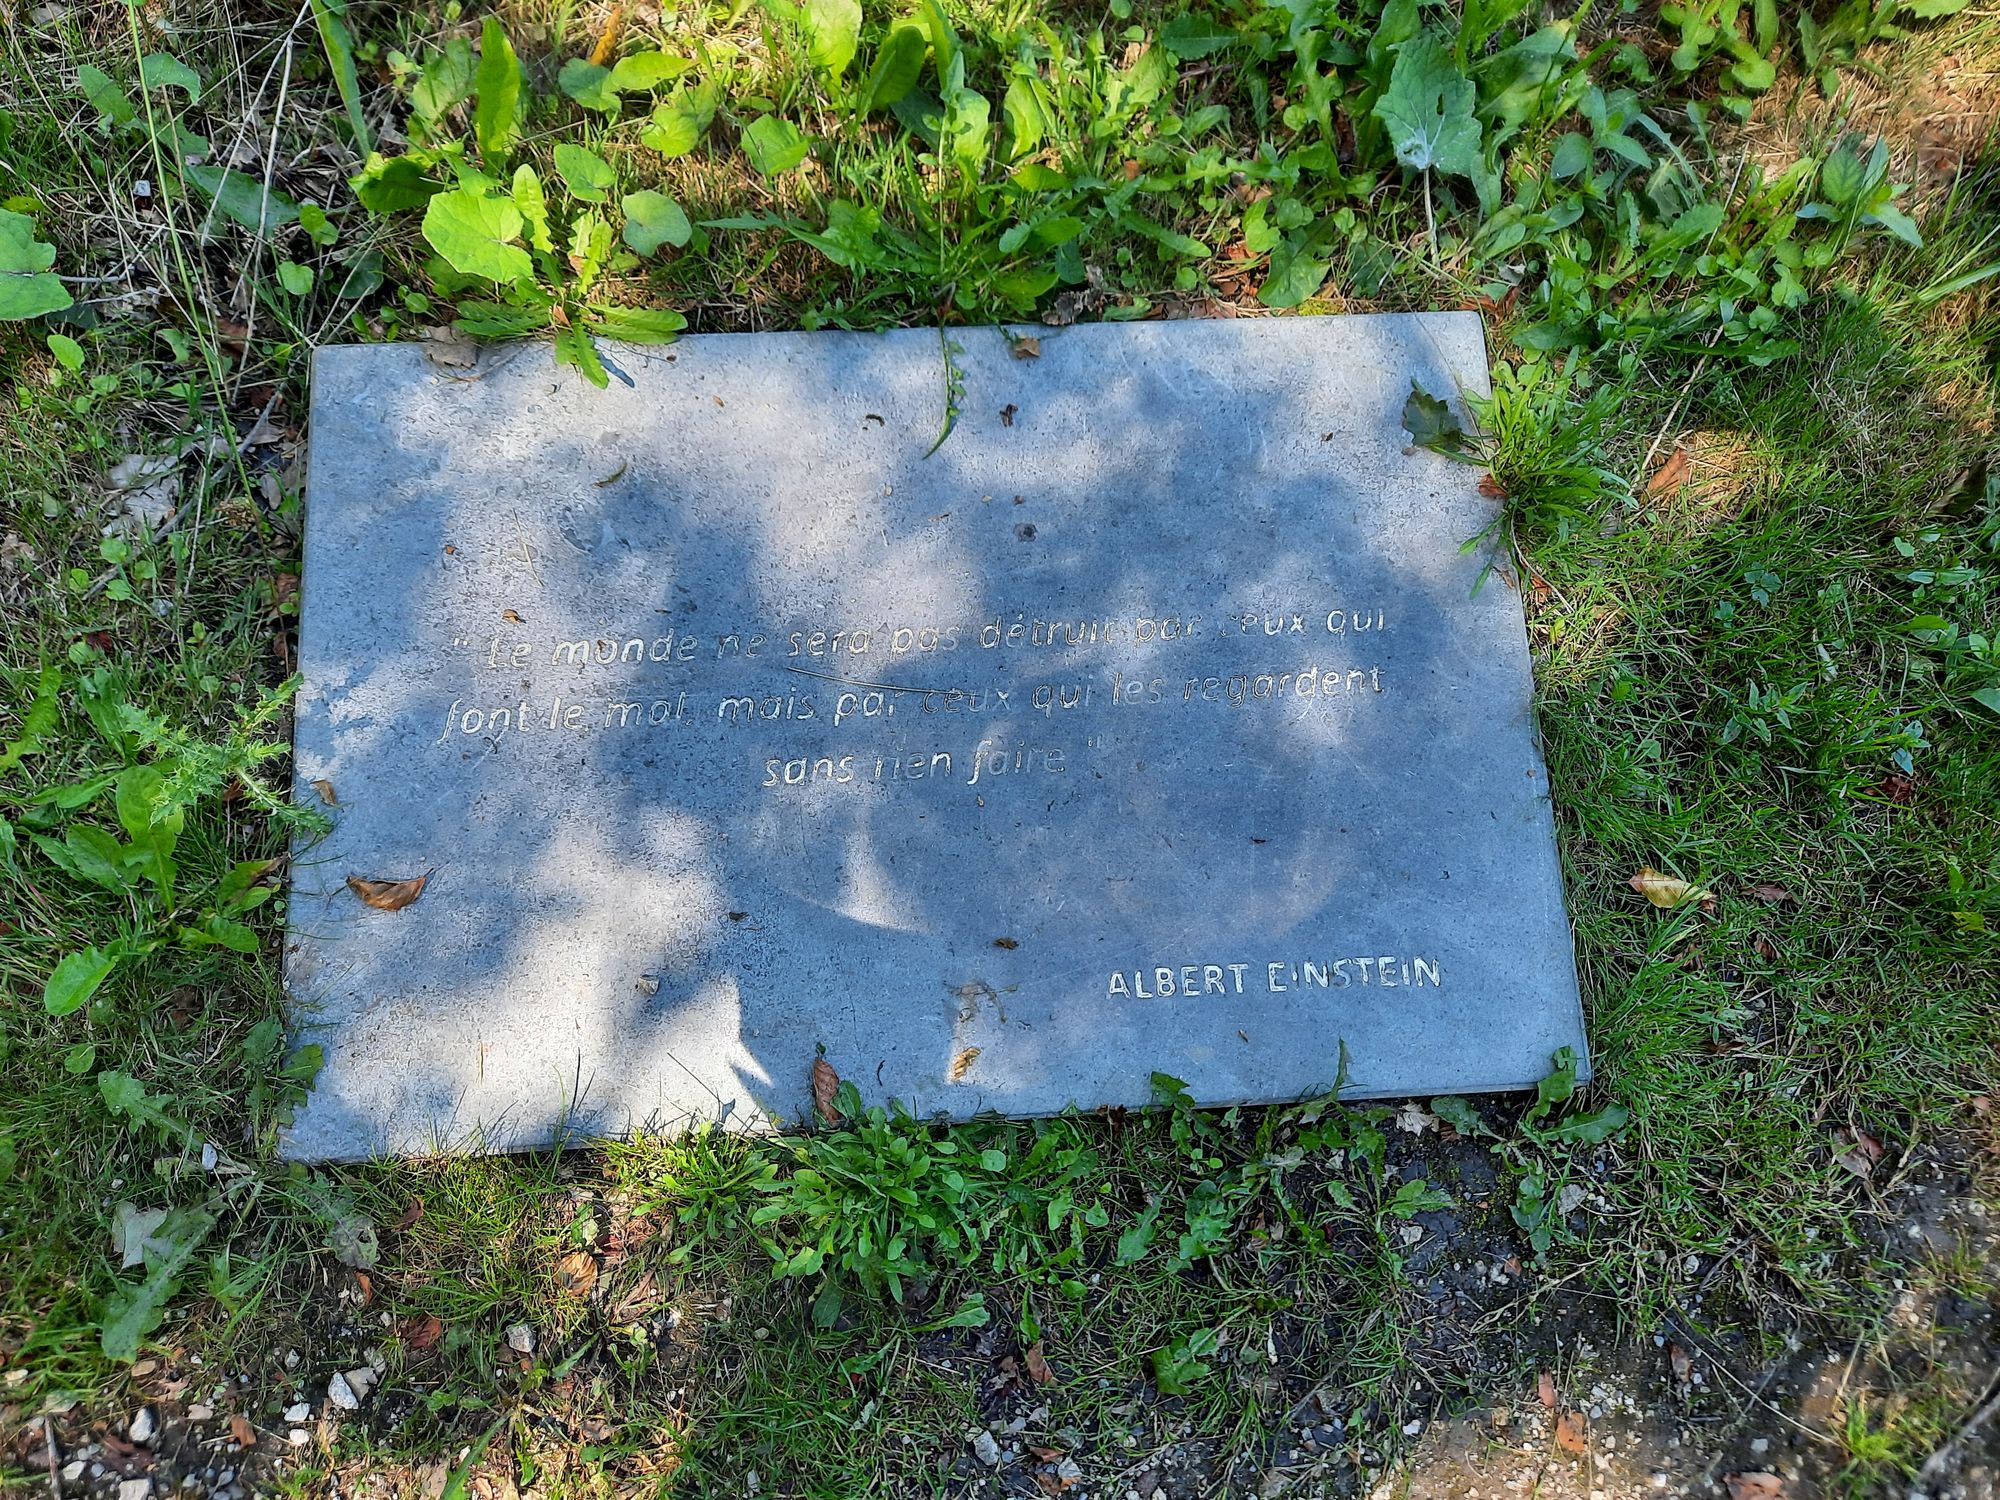 " Le monde ne sera pas détruit par ceux qui
font le mal, mais par ceux qui les regardent
sans rien faire "
ALBERT EINSTEIN